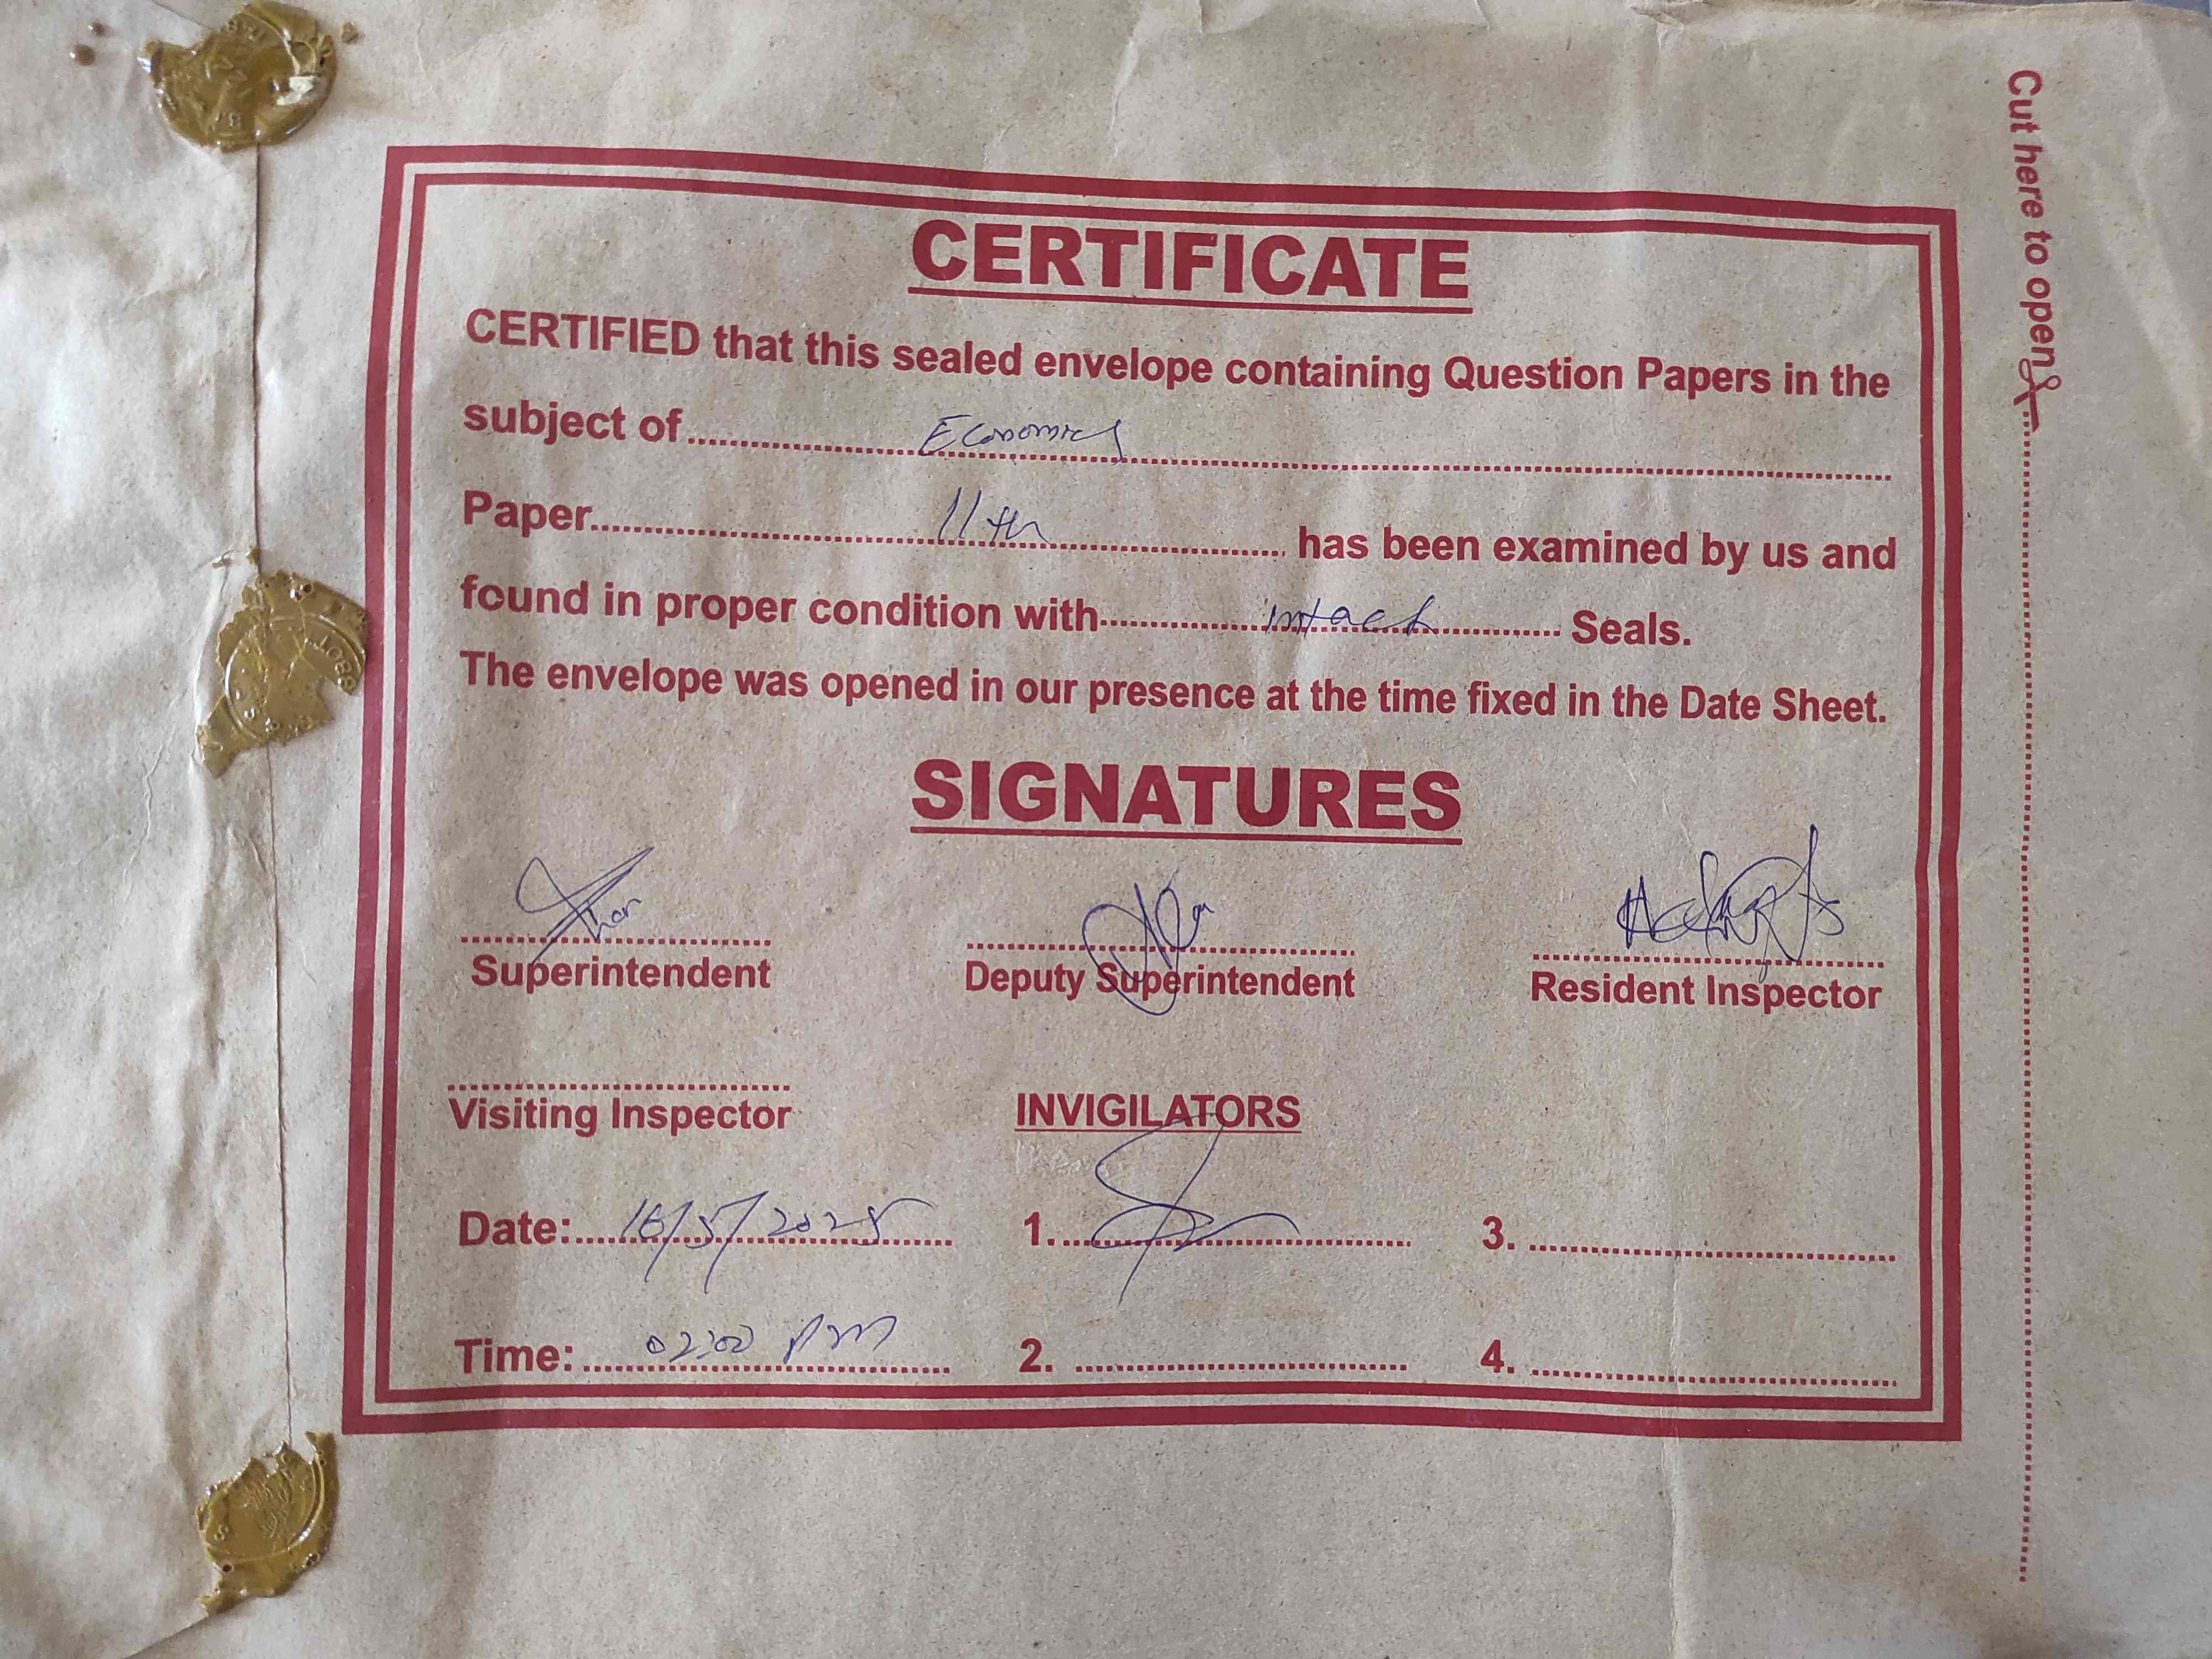 Cut here to open
CERTIFICATE
CERTIFIED that this sealed envelope containing Question Papers in the
subject of Economics
Paper 11th has been examined by us and
found in proper condition with intact Seals.
The envelope was opened in our presence at the time fixed in the Date Sheet.
SIGNATURES
Superintendent Deputy Superintendent Resident Inspector
Visiting Inspector INVIGILATORS
Date: 16/5/2025 1. 3.
Time: 02:00 pm 2. 4.